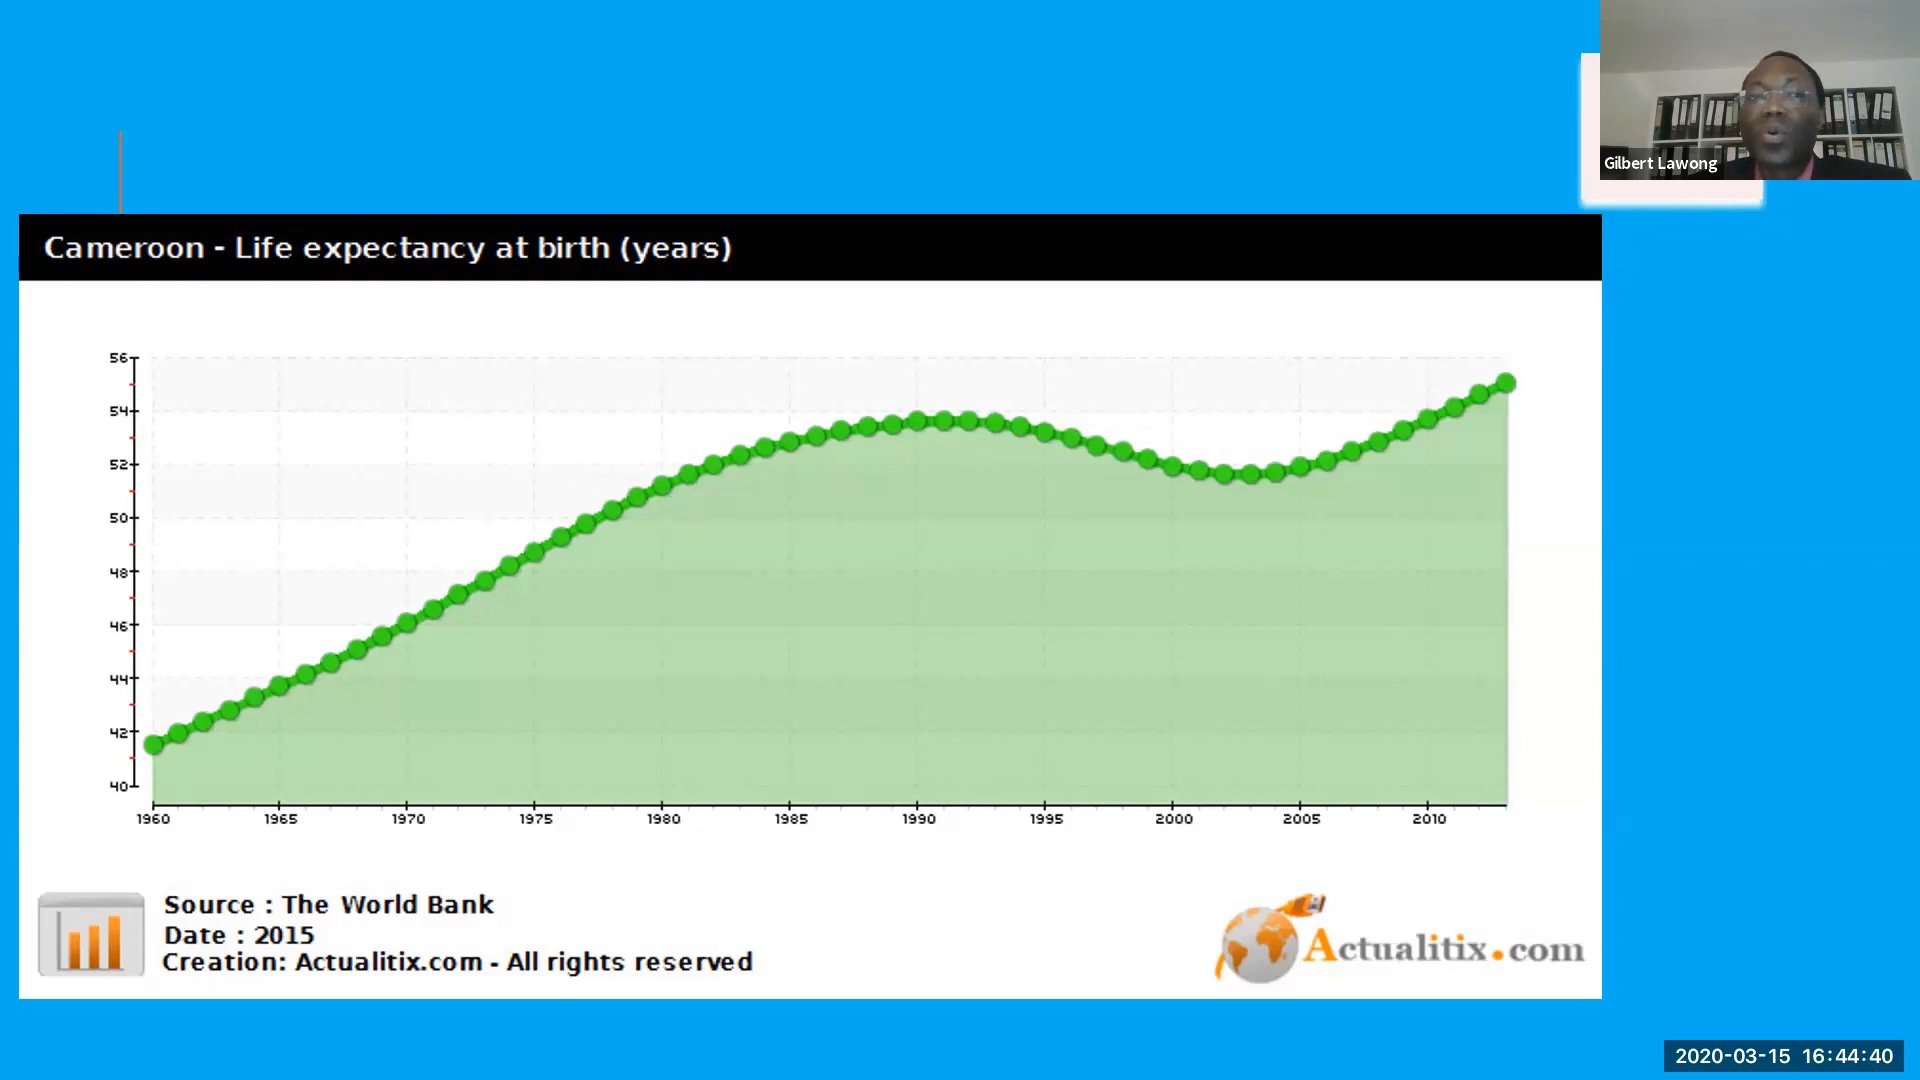 Gilbert Lawong
Cameroon - Life expectancy at birth (years)
56
54
52
50
48
46
44
42
40
1960 1965 1970 1975 1980 1985 1990 1995 2000 2005 2010
Source : The World Bank
Date : 2015
Creation: Actualitix.com - All rights reserved
Actualitix.com
2020-03-15 16:44:40